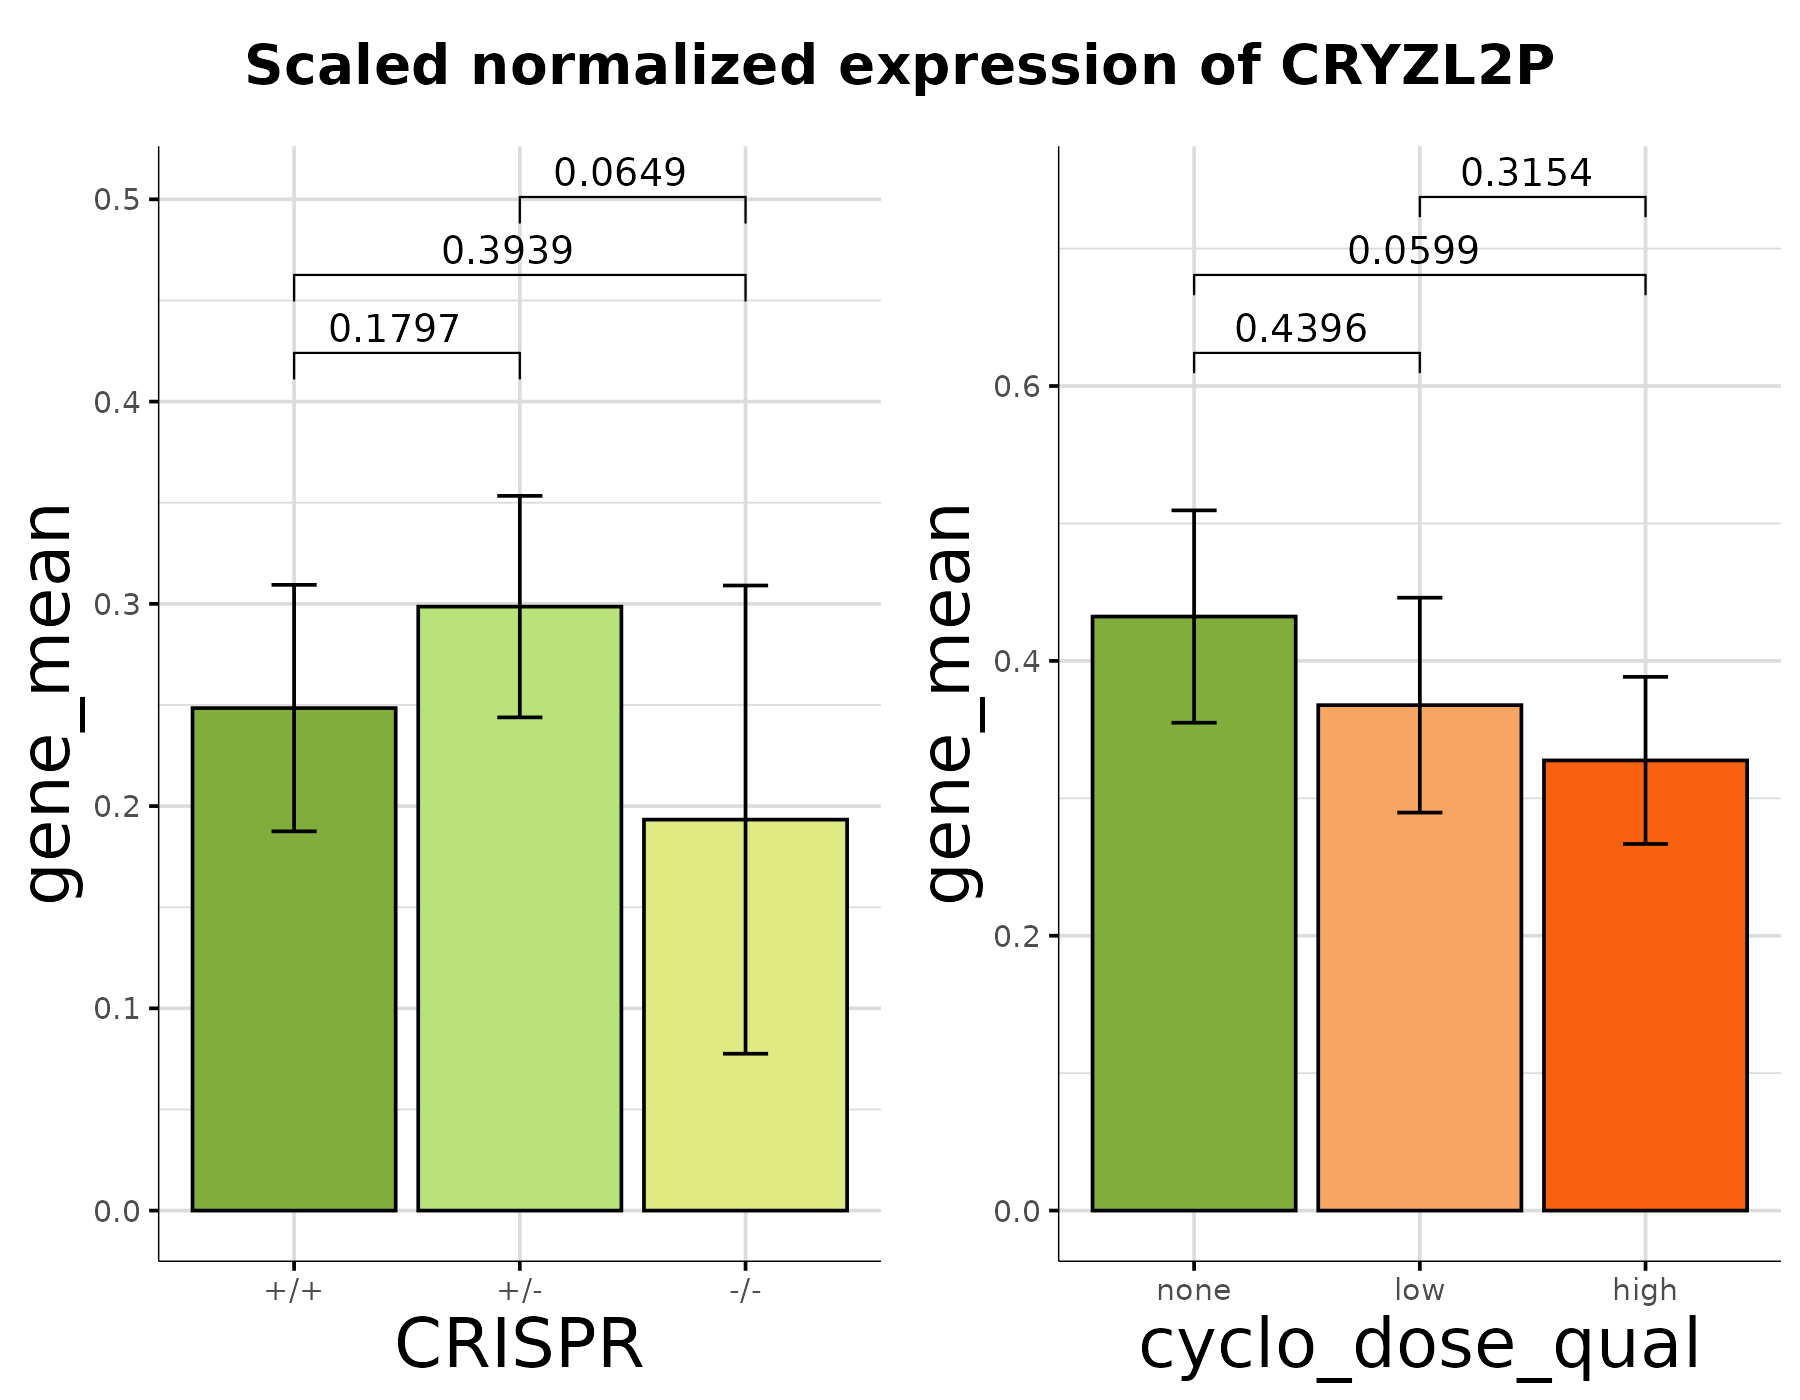 Scaled normalized expression of CRYZL2P
gene_mean
0.5
0.4
0.3
0.2
0.1
0.0
0.0649
0.3939
0.1797
+/+
+/-
-/-
CRISPR
gene_mean
0.6
0.4
0.2
0.0
0.3154
0.0599
0.4396
none
low
high
cyclo_dose_qual